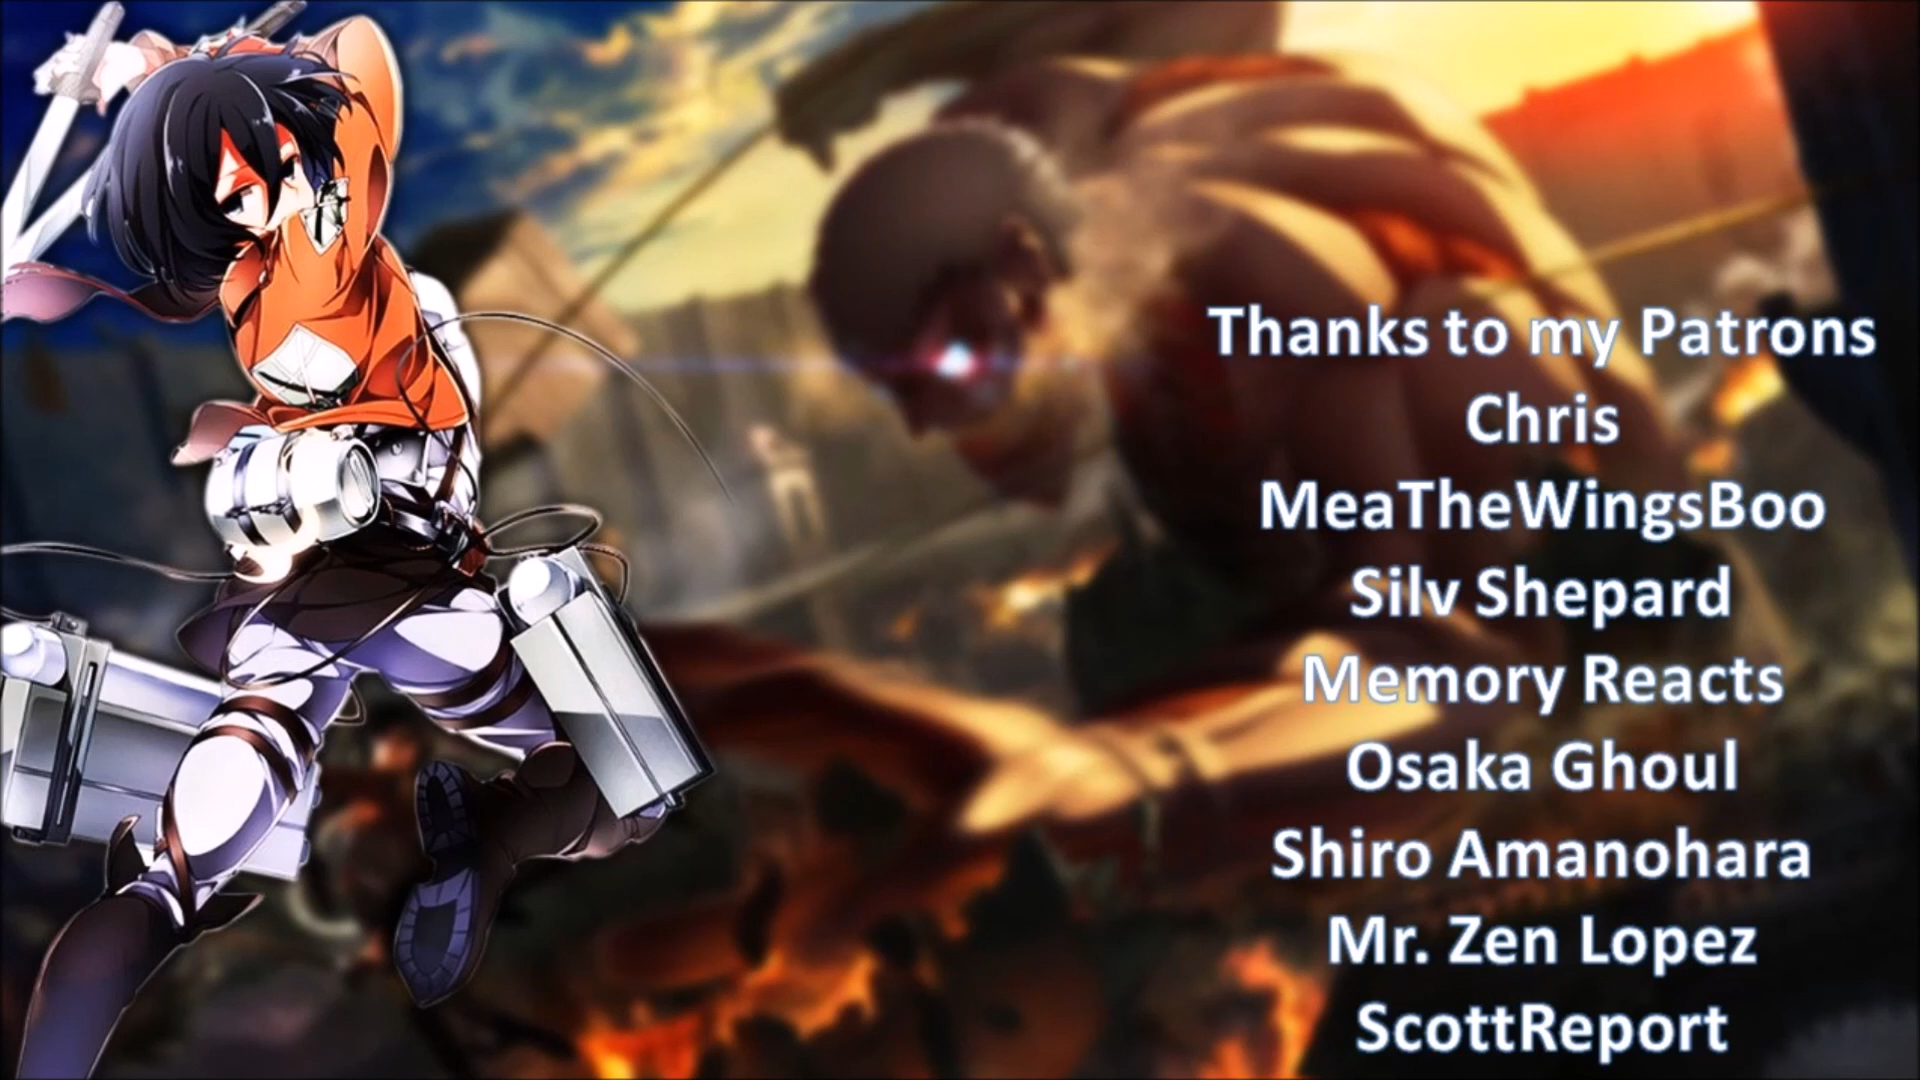 Thanks to my Patrons
Chris
MeaTheWingsBoo
Silv Shepard
Memory Reacts
Osaka Ghoul
Shiro Amanohara
Mr. Zen Lopez
ScottReport